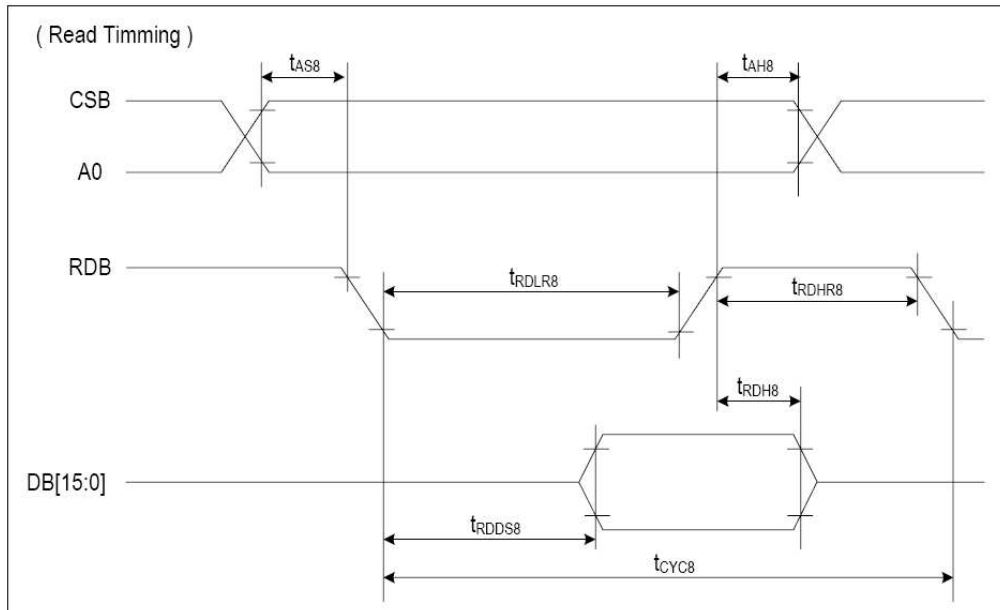 ( Read Timming )
tAS8
tAH8
CSB
A0
RDB
tRDLR8
tRDHR8
tRDH8
DB[15:0]
tRDDS8
tCYC8